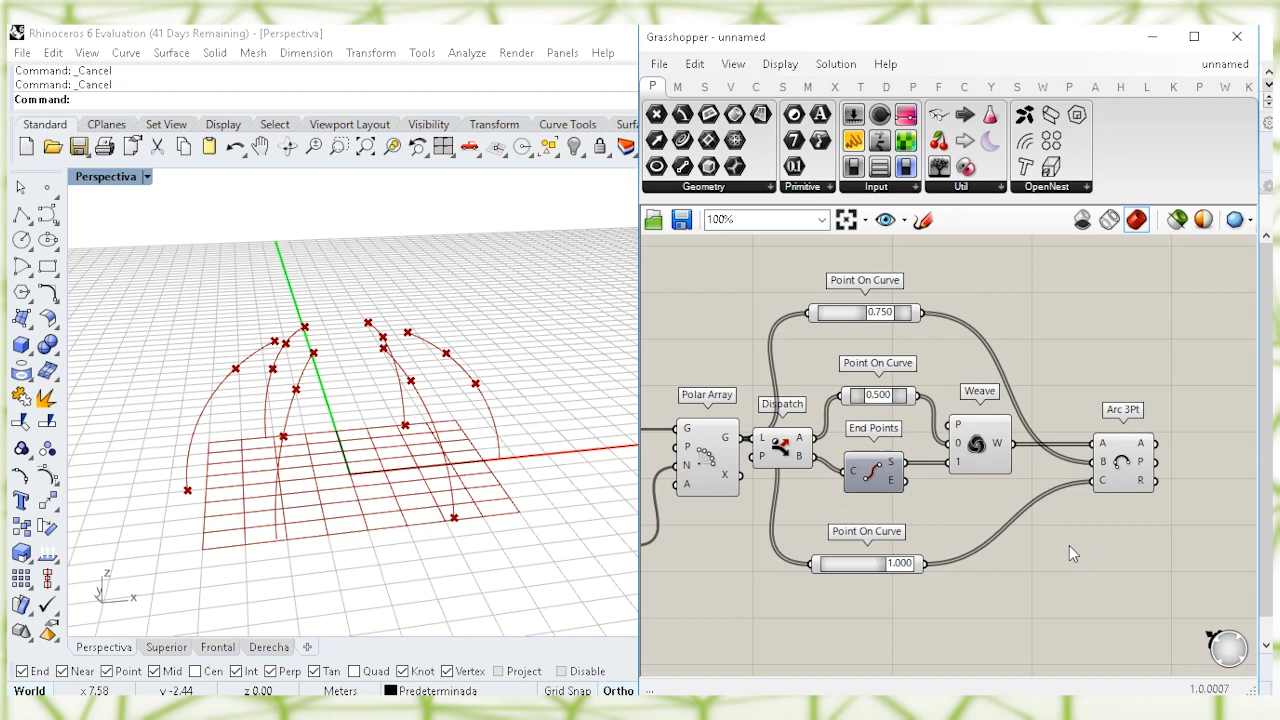 Rhinoceros 6 Evaluation (41 Days Remaining) - [Perspectiva]
File Edit View Curve Surface Solid Mesh Dimension Transform Tools Analyze Render Panels Help
Command: _Cancel
Command: _Cancel
Command:
Standard CPlanes Set View Display Select Viewport Layout Visibility Transform Curve Tools Surf
Perspectiva
z
y
x
Perspectiva Superior Frontal Derecha
End Near Point Mid Cen Int Perp Tan Quad Knot Vertex Project Disable
World x 7.58 y -2.44 z 0.00 Meters Predeterminada Grid Snap Ortho
Grasshopper - unnamed
File Edit View Display Solution Help unnamed
P M S V C S M I T D P F C Y S W K P A H L K P W K
Geometry Primitive Input Util OpenNest
100%
Point On Curve
0.750
Point On Curve
0.500
Polar Array
G
P
N
A
G
X
Dispatch
L
P
A
B
End Points
C
S
E
Weave
P
0
1
W
Arc 3Pt
A
B
C
A
P
R
Point On Curve
1.000
...
1.0.0007